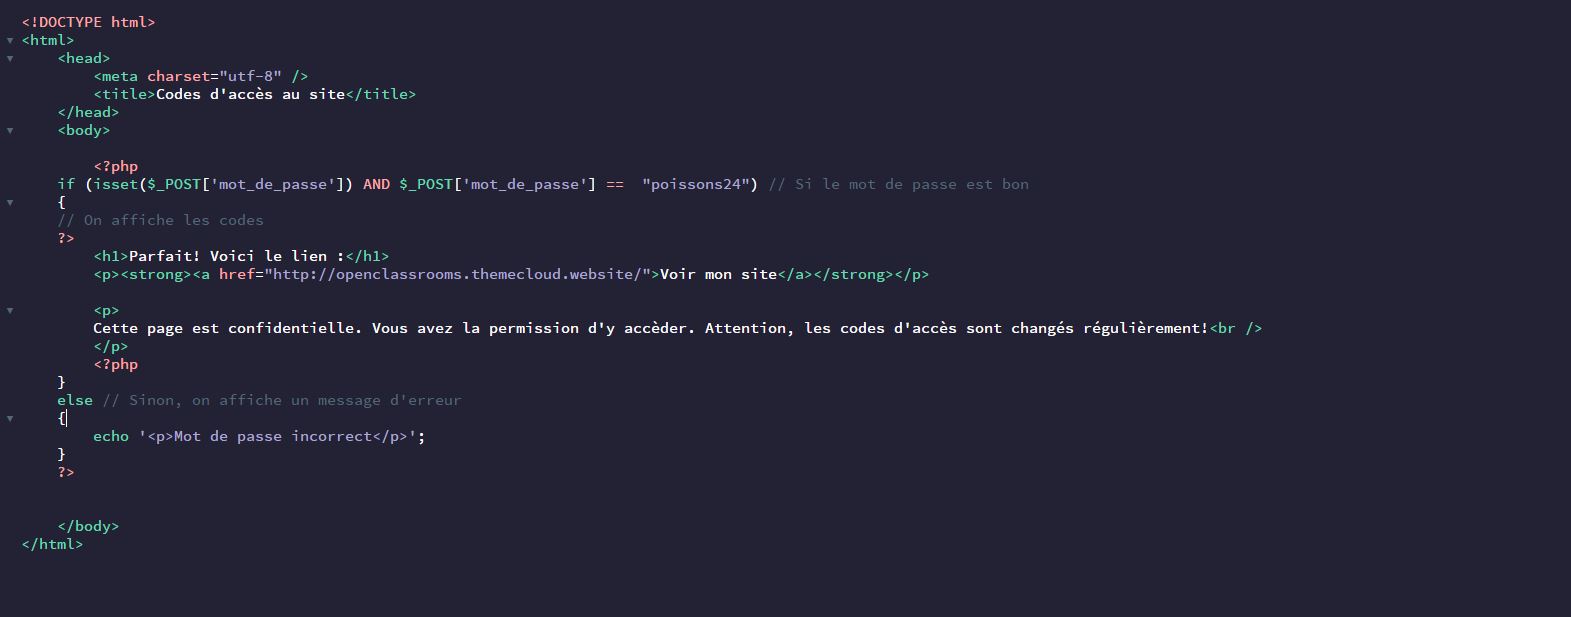 <!DOCTYPE html>
<html>
<head>
<meta charset="utf-8" />
<title>Codes d'accès au site</title>
</head>
<body>
<?php
if (isset($_POST['mot_de_passe']) AND $_POST['mot_de_passe'] ==  "poissons24") // Si le mot de passe est bon
{
// On affiche les codes
?>
<h1>Parfait! Voici le lien :</h1>
<p><strong><a href="http://openclassrooms.themecloud.website/">Voir mon site</a></strong></p>
<p>
Cette page est confidentielle. Vous avez la permission d'y accèder. Attention, les codes d'accès sont changés régulièrement!<br />
</p>
<?php
}
else // Sinon, on affiche un message d'erreur
{
echo '<p>Mot de passe incorrect</p>';
}
?>
</body>
</html>